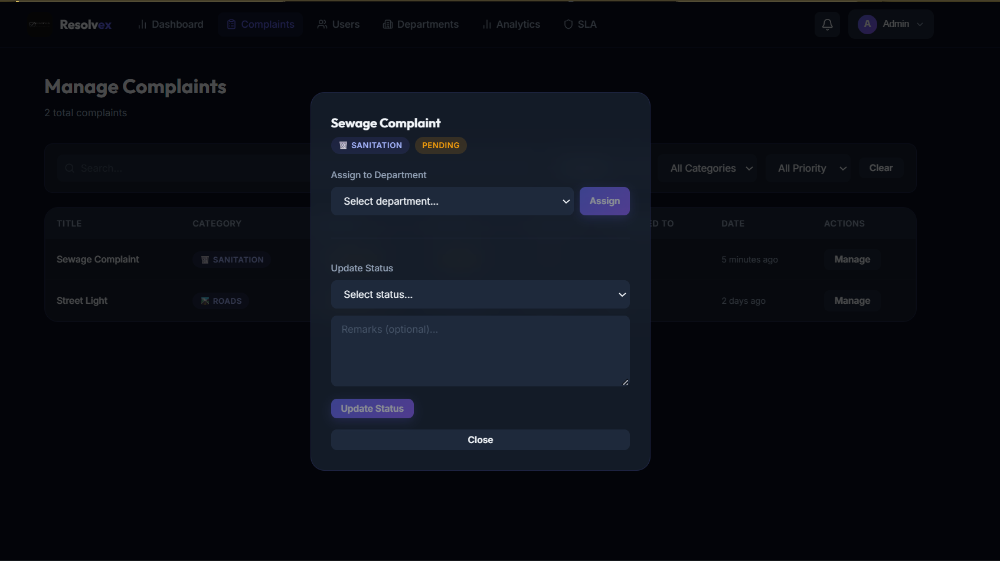 Resolvex
Dashboard
Complaints
Users
Departments
Analytics
SLA
A
Admin
Manage Complaints
2 total complaints
Search...
All Categories
All Priority
Clear
TITLE CATEGORY ED TO DATE ACTIONS
Sewage Complaint SANITATION 5 minutes ago Manage
Street Light ROADS 2 days ago Manage
Sewage Complaint
SANITATION PENDING
Assign to Department
Select department... Assign
Update Status
Select status...
Remarks (optional)...
Update Status
Close